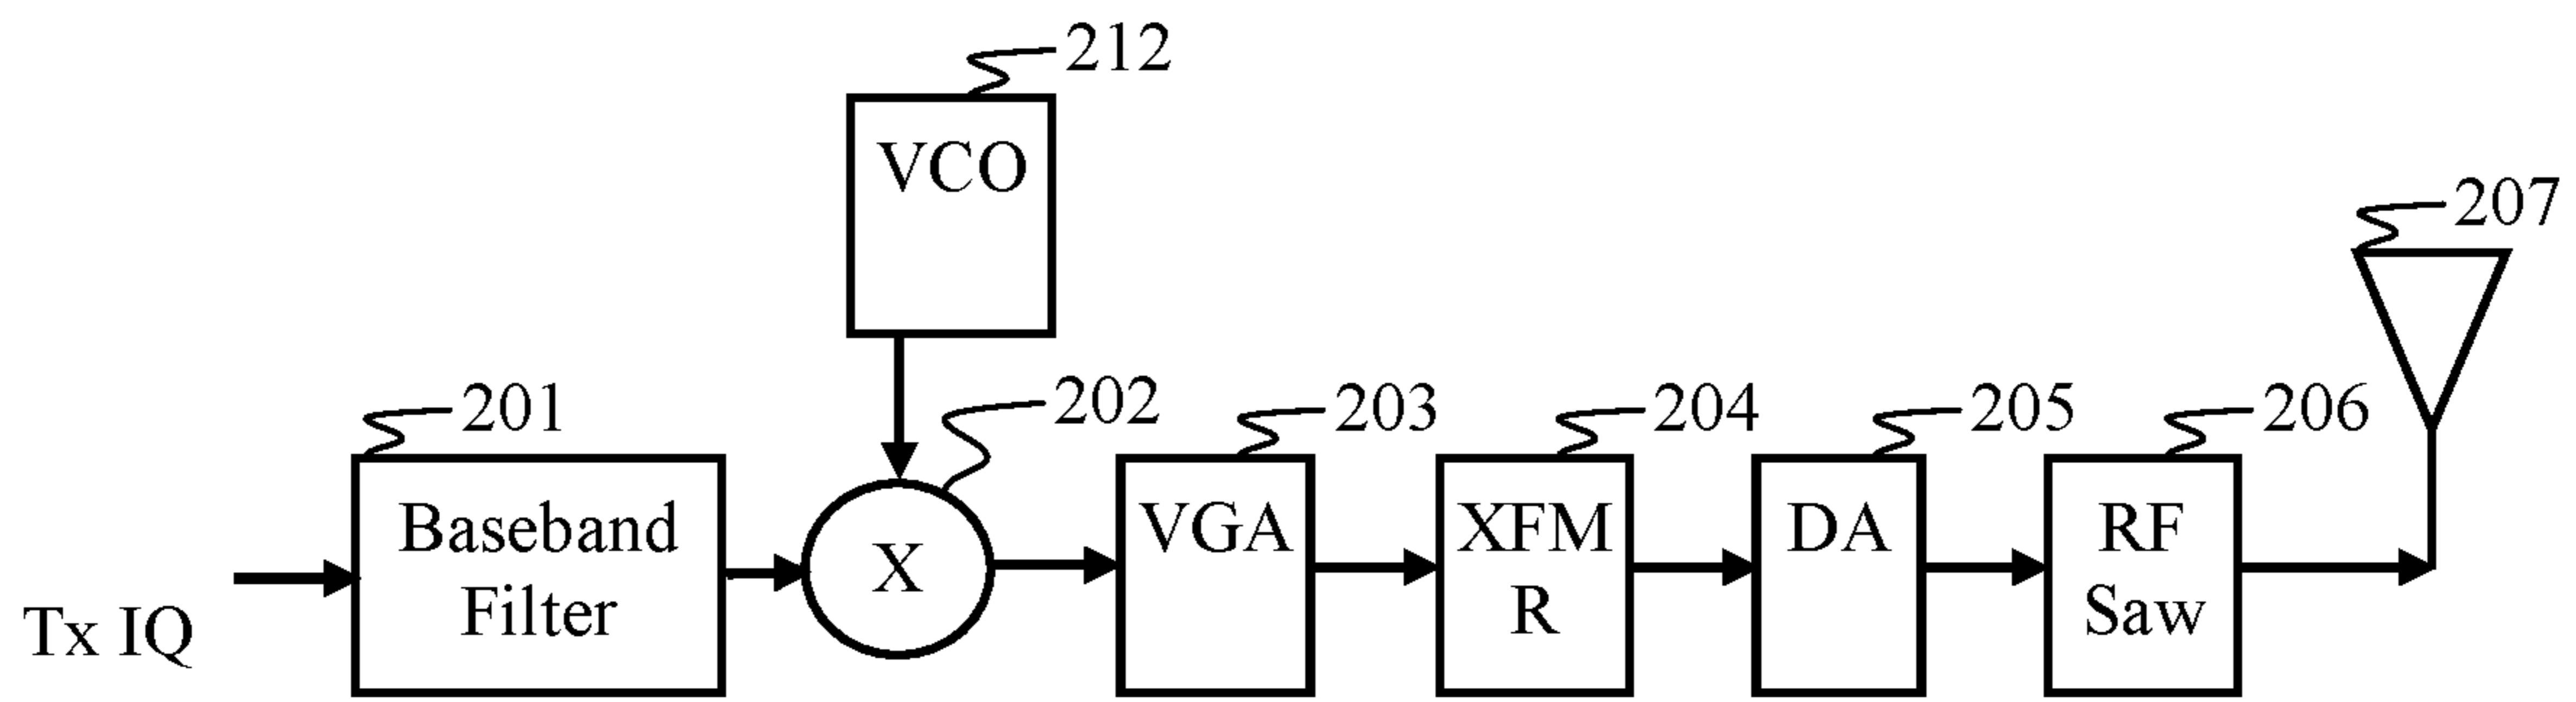 212
VCO
207
201
202
203
204
205
206
Baseband
Filter
X
VGA
XFM
R
DA
RF
Saw
Tx IQ